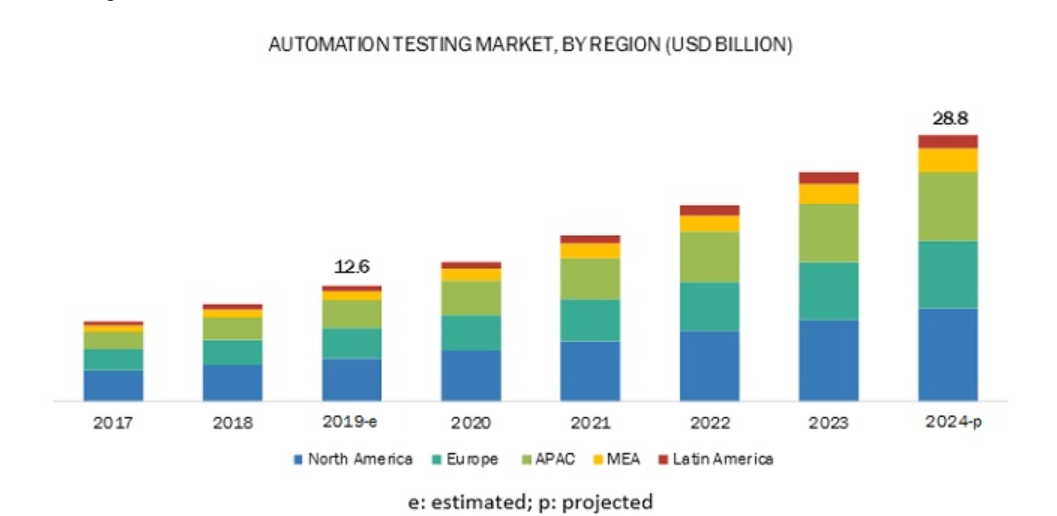 AUTOMATION TESTING MARKET, BY REGION (USD BILLION)
28.8
12.6
2017 2018 2019-e 2020 2021 2022 2023 2024-p
North America Europe APAC MEA Latin America
e: estimated; p: projected